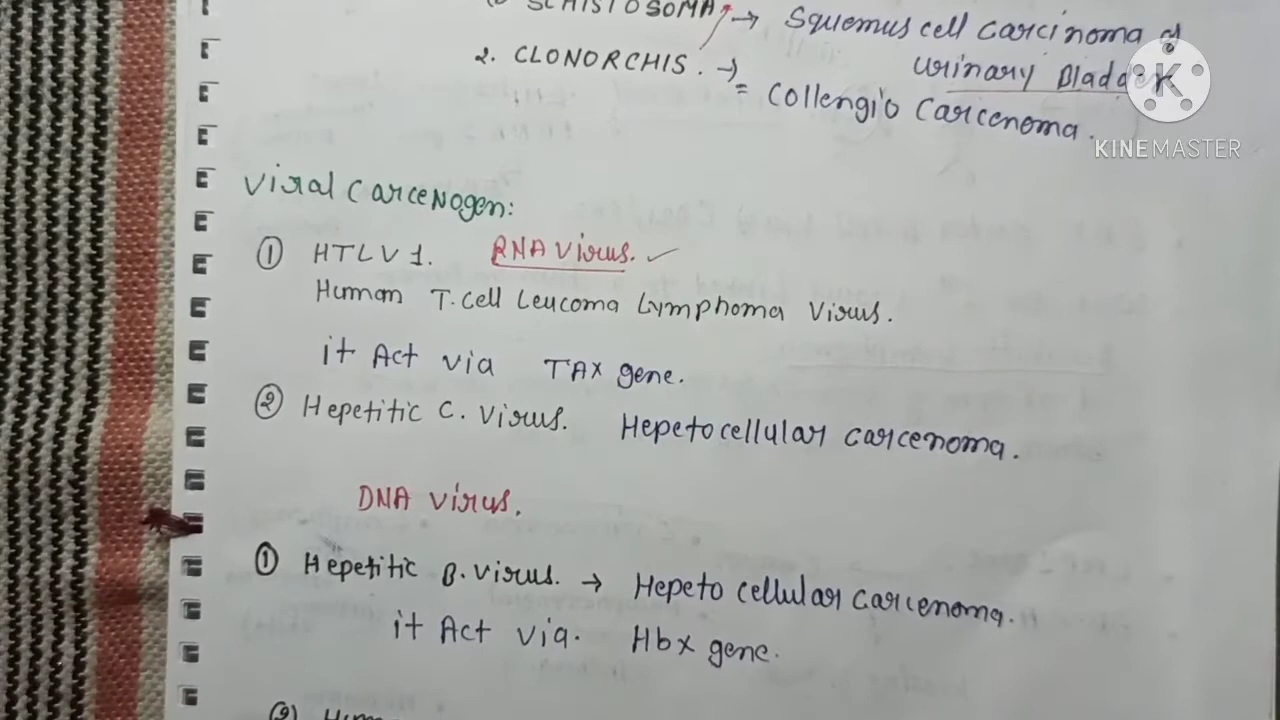 SCHISTOSOMA → Squemus cell carcinoma of
urinary Bladder
2. CLONORCHIS. →
= Collengio Carcenoma.
KINEMASTER
Viral Carcenogen:
① HTLV 1. RNA Virus. ✓
Human T.cell Leucoma Lymphoma Virus.
it Act via TAX gene.
② Hepetitic C. Virus. Hepetocellular carcenoma.
DNA Virus.
① Hepetitic B. Virus. → Hepeto cellular carcenoma.
it Act via. Hbx gene.